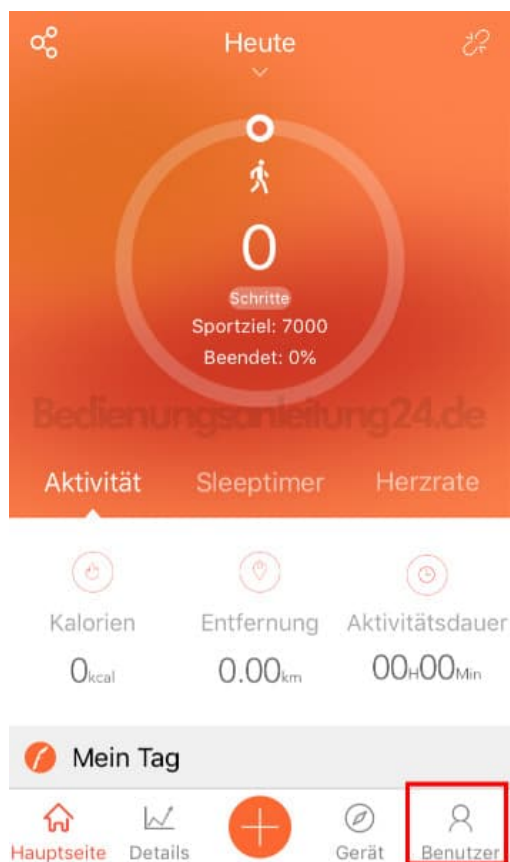 Heute
0
Schritte
Sportziel: 7000
Beendet: 0%
Bedienungsanleitung24.de
Aktivität Sleeptimer Herzrate
Kalorien Entfernung Aktivitätsdauer
0kcal 0.00km 00H00Min
Mein Tag
Hauptseite Details Gerät Benutzer